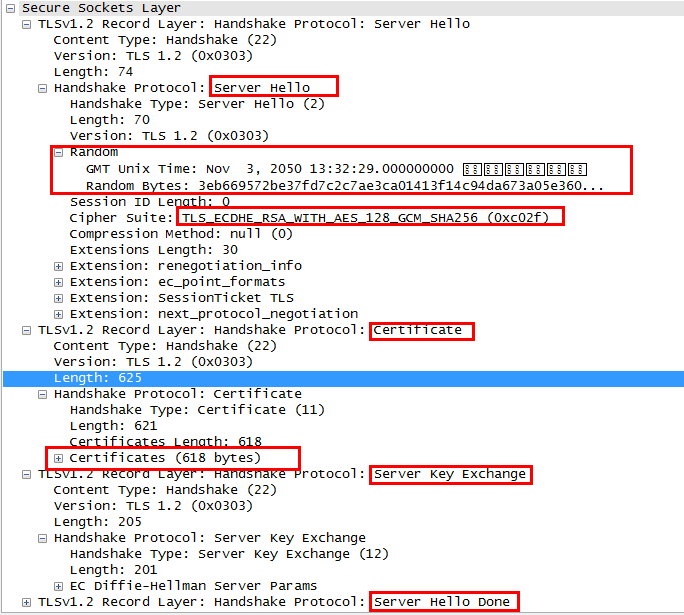 Secure Sockets Layer
TLSv1.2 Record Layer: Handshake Protocol: Server Hello
Content Type: Handshake (22)
Version: TLS 1.2 (0x0303)
Length: 74
Handshake Protocol: Server Hello
Handshake Type: Server Hello (2)
Length: 70
Version: TLS 1.2 (0x0303)
Random
GMT Unix Time: Nov  3, 2050 13:32:29.000000000
Random Bytes: 3eb669572be37fd7c2c7ae3ca01413f14c94da673a05e360...
Session ID Length: 0
Cipher Suite: TLS_ECDHE_RSA_WITH_AES_128_GCM_SHA256 (0xc02f)
Compression Method: null (0)
Extensions Length: 30
Extension: renegotiation_info
Extension: ec_point_formats
Extension: SessionTicket TLS
Extension: next_protocol_negotiation
TLSv1.2 Record Layer: Handshake Protocol: Certificate
Content Type: Handshake (22)
Version: TLS 1.2 (0x0303)
Length: 625
Handshake Protocol: Certificate
Handshake Type: Certificate (11)
Length: 621
Certificates Length: 618
Certificates (618 bytes)
TLSv1.2 Record Layer: Handshake Protocol: Server Key Exchange
Content Type: Handshake (22)
Version: TLS 1.2 (0x0303)
Length: 205
Handshake Protocol: Server Key Exchange
Handshake Type: Server Key Exchange (12)
Length: 201
EC Diffie-Hellman Server Params
TLSv1.2 Record Layer: Handshake Protocol: Server Hello Done